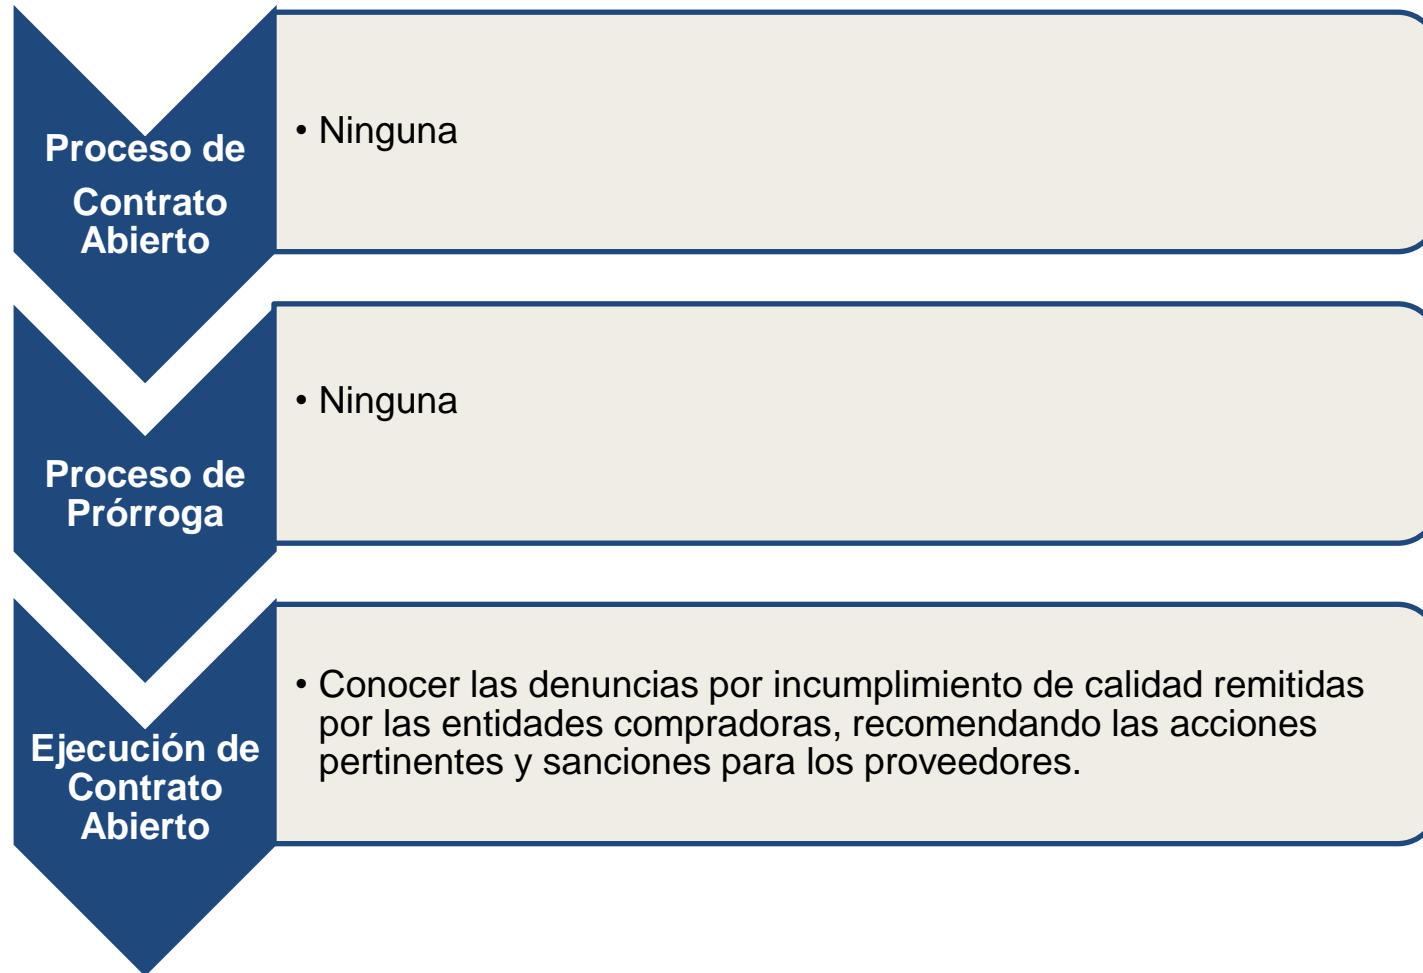 Proceso de
Contrato
Abierto
• Ninguna
Proceso de
Prórroga
• Ninguna
Ejecución de
Contrato
Abierto
• Conocer las denuncias por incumplimiento de calidad remitidas
por las entidades compradoras, recomendando las acciones
pertinentes y sanciones para los proveedores.